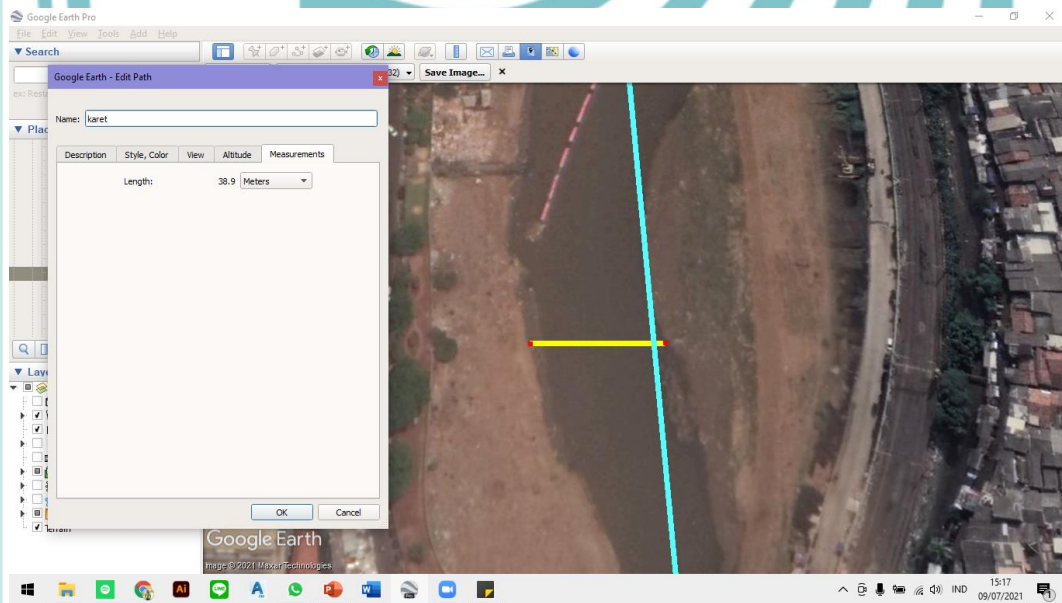 Google Earth Pro
File Edit View Tools Add Help
▼ Search
Save Image...
Google Earth - Edit Path
Name: karet
Description Style, Color View Altitude Measurements
Length: 38.9 Meters
OK Cancel
Terrain
Google Earth
Image © 2021 Maxar Technologies
IND
15:17
09/07/2021